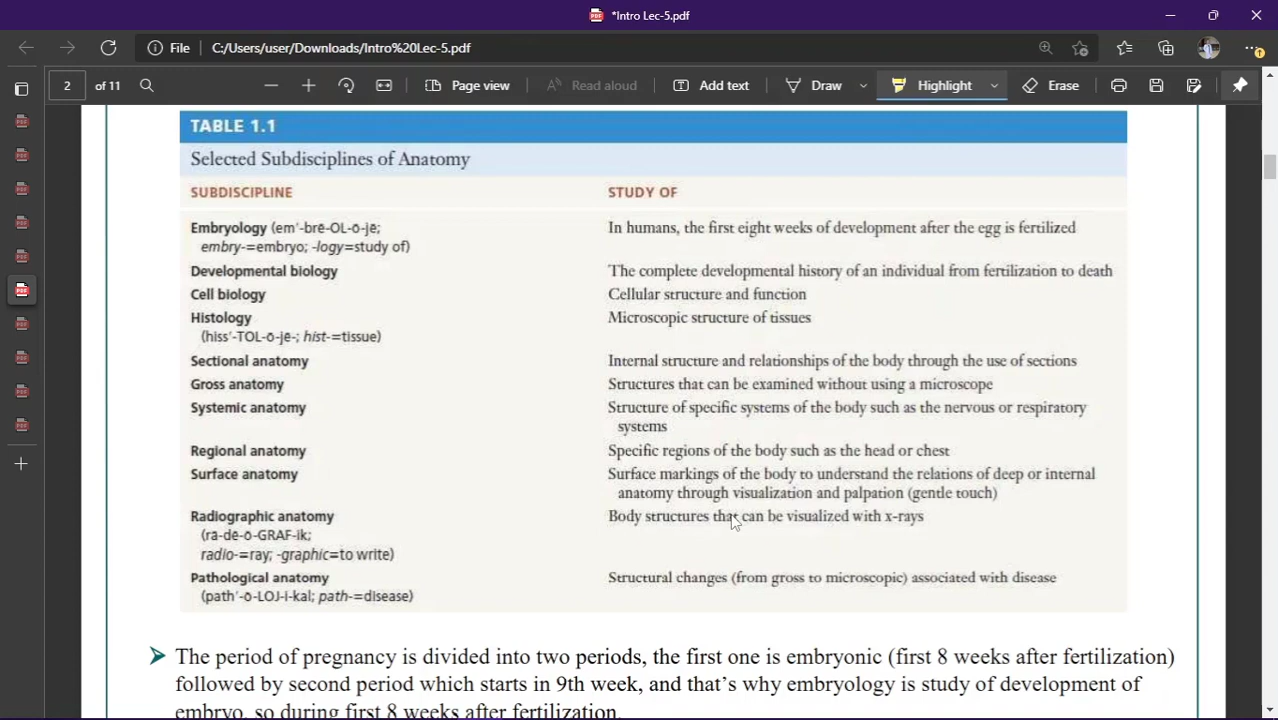 *Intro Lec-5.pdf
File C:/Users/user/Downloads/Intro%20Lec-5.pdf
2 of 11 Page view Read aloud Add text Draw Highlight Erase
TABLE 1.1
Selected Subdisciplines of Anatomy
SUBDISCIPLINE STUDY OF
Embryology (em′-brē-OL-ō-jē; In humans, the first eight weeks of development after the egg is fertilized
embry-=embryo; -logy=study of)
Developmental biology The complete developmental history of an individual from fertilization to death
Cell biology Cellular structure and function
Histology Microscopic structure of tissues
(hiss′-TOL-ō-jē-; hist-=tissue)
Sectional anatomy Internal structure and relationships of the body through the use of sections
Gross anatomy Structures that can be examined without using a microscope
Systemic anatomy Structure of specific systems of the body such as the nervous or respiratory
systems
Regional anatomy Specific regions of the body such as the head or chest
Surface anatomy Surface markings of the body to understand the relations of deep or internal
anatomy through visualization and palpation (gentle touch)
Radiographic anatomy Body structures that can be visualized with x-rays
(rā-dē-ō-GRAF-ik;
radio-=ray; -graphic=to write)
Pathological anatomy Structural changes (from gross to microscopic) associated with disease
(path′-ō-LOJ-i-kal; path-=disease)
➢ The period of pregnancy is divided into two periods, the first one is embryonic (first 8 weeks after fertilization)
followed by second period which starts in 9th week, and that's why embryology is study of development of
embryo, so during first 8 weeks after fertilization.